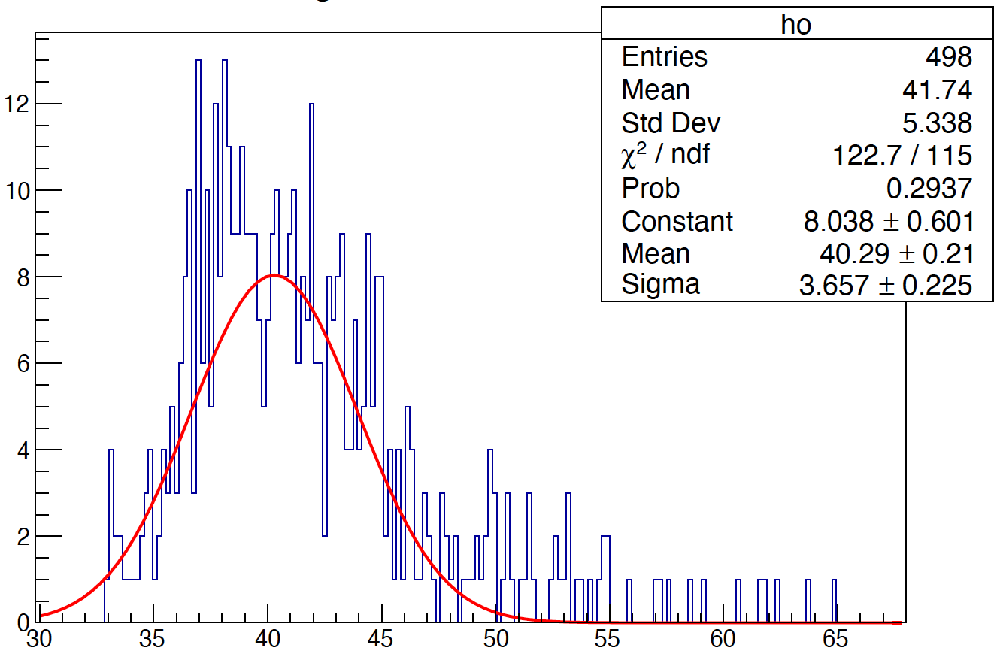 ho
Entries 498
Mean 41.74
Std Dev 5.338
χ² / ndf 122.7 / 115
Prob 0.2937
Constant 8.038 ± 0.601
Mean 40.29 ± 0.21
Sigma 3.657 ± 0.225
12
10
8
6
4
2
0
30 35 40 45 50 55 60 65